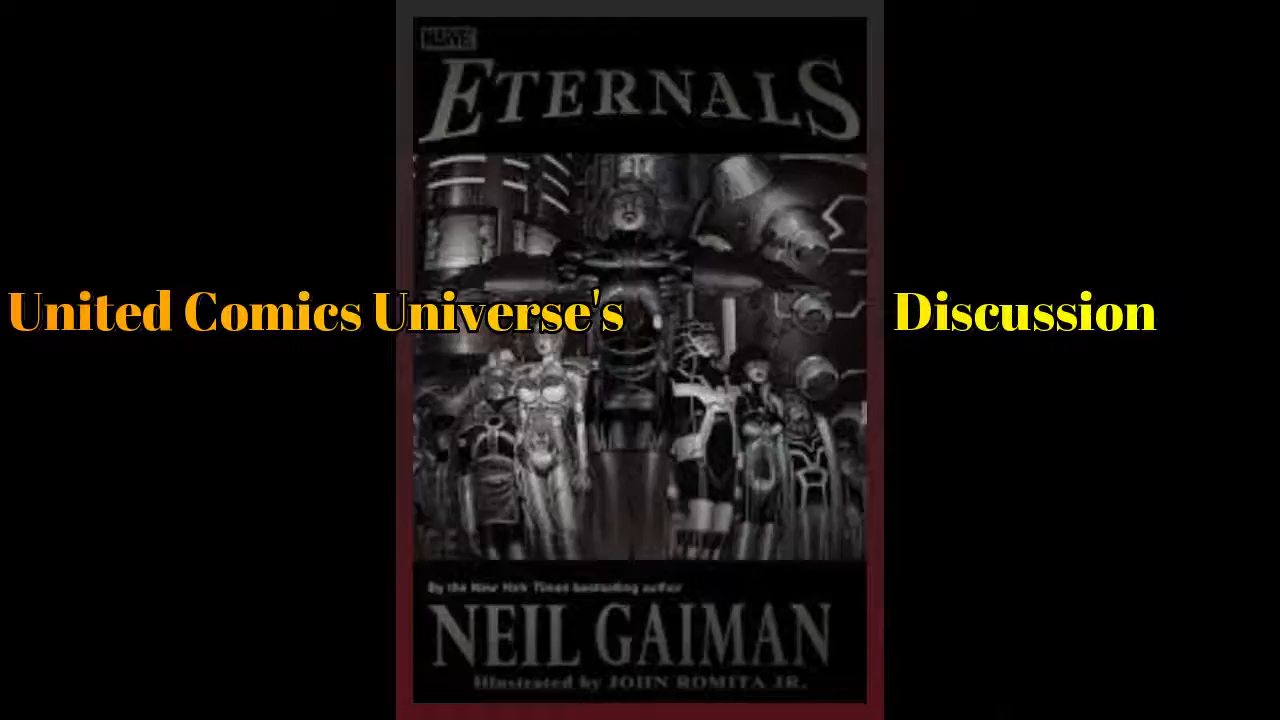 MARVEL
ETERNALS
United Comics Universe's Discussion
By the New York Times bestselling author
NEIL GAIMAN
Illustrated by JOHN ROMITA JR.